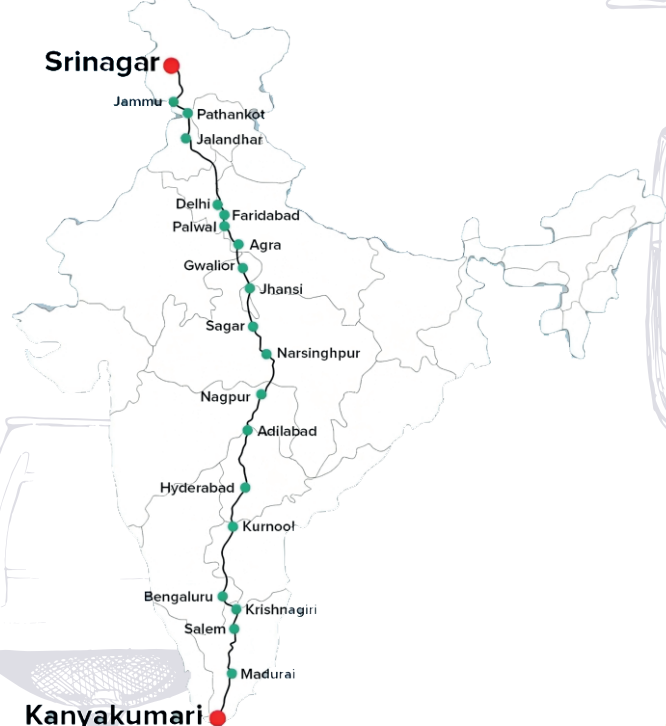 Srinagar
Jammu
Pathankot
Jalandhar
Delhi
Faridabad
Palwal
Agra
Gwalior
Jhansi
Sagar
Narsinghpur
Nagpur
Adilabad
Hyderabad
Kurnool
Bengaluru
Krishnagiri
Salem
Madurai
Kanyakumari